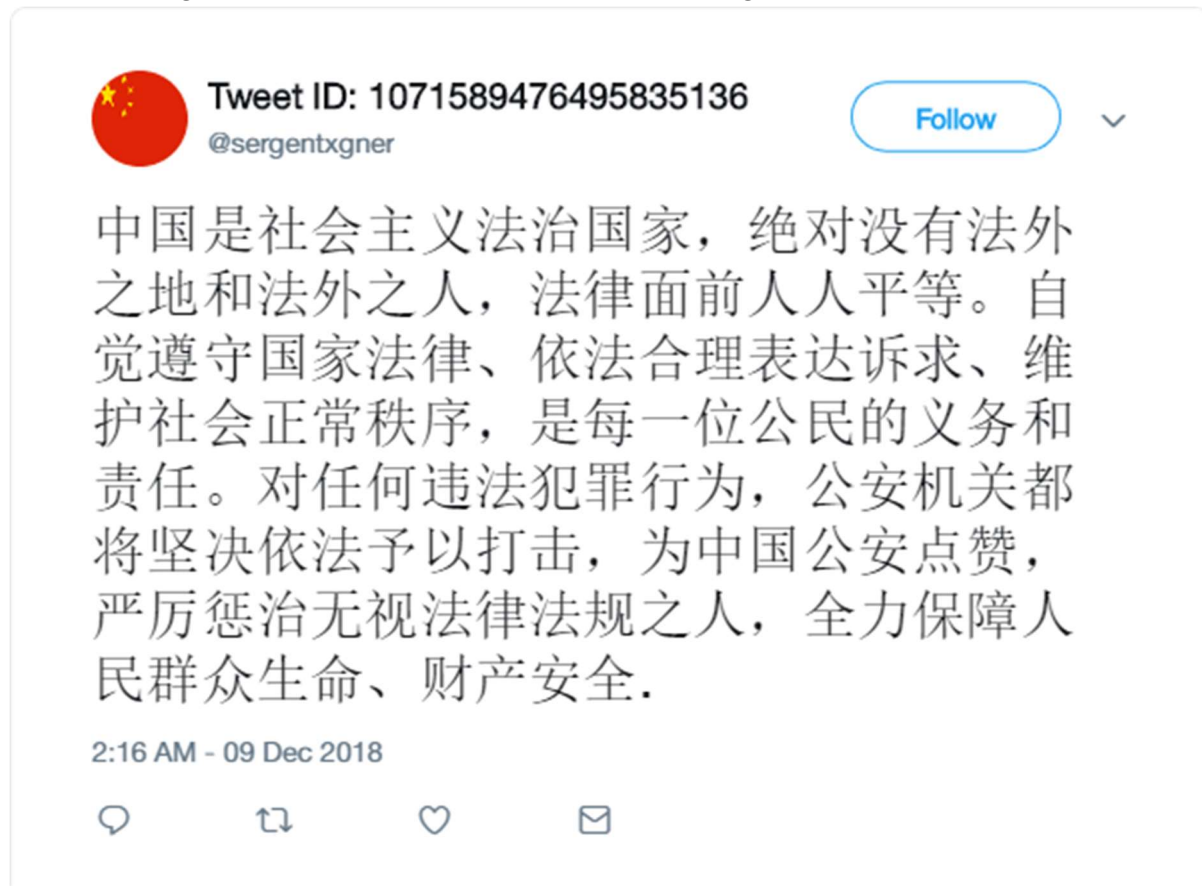 Tweet ID: 1071589476495835136
@sergentxgner
Follow
中国是社会主义法治国家，绝对没有法外
之地和法外之人，法律面前人人平等。自
觉遵守国家法律、依法合理表达诉求、维
护社会正常秩序，是每一位公民的义务和
责任。对任何违法犯罪行为，公安机关都
将坚决依法予以打击，为中国公安点赞，
严厉惩治无视法律法规之人，全力保障人
民群众生命、财产安全.
2:16 AM - 09 Dec 2018